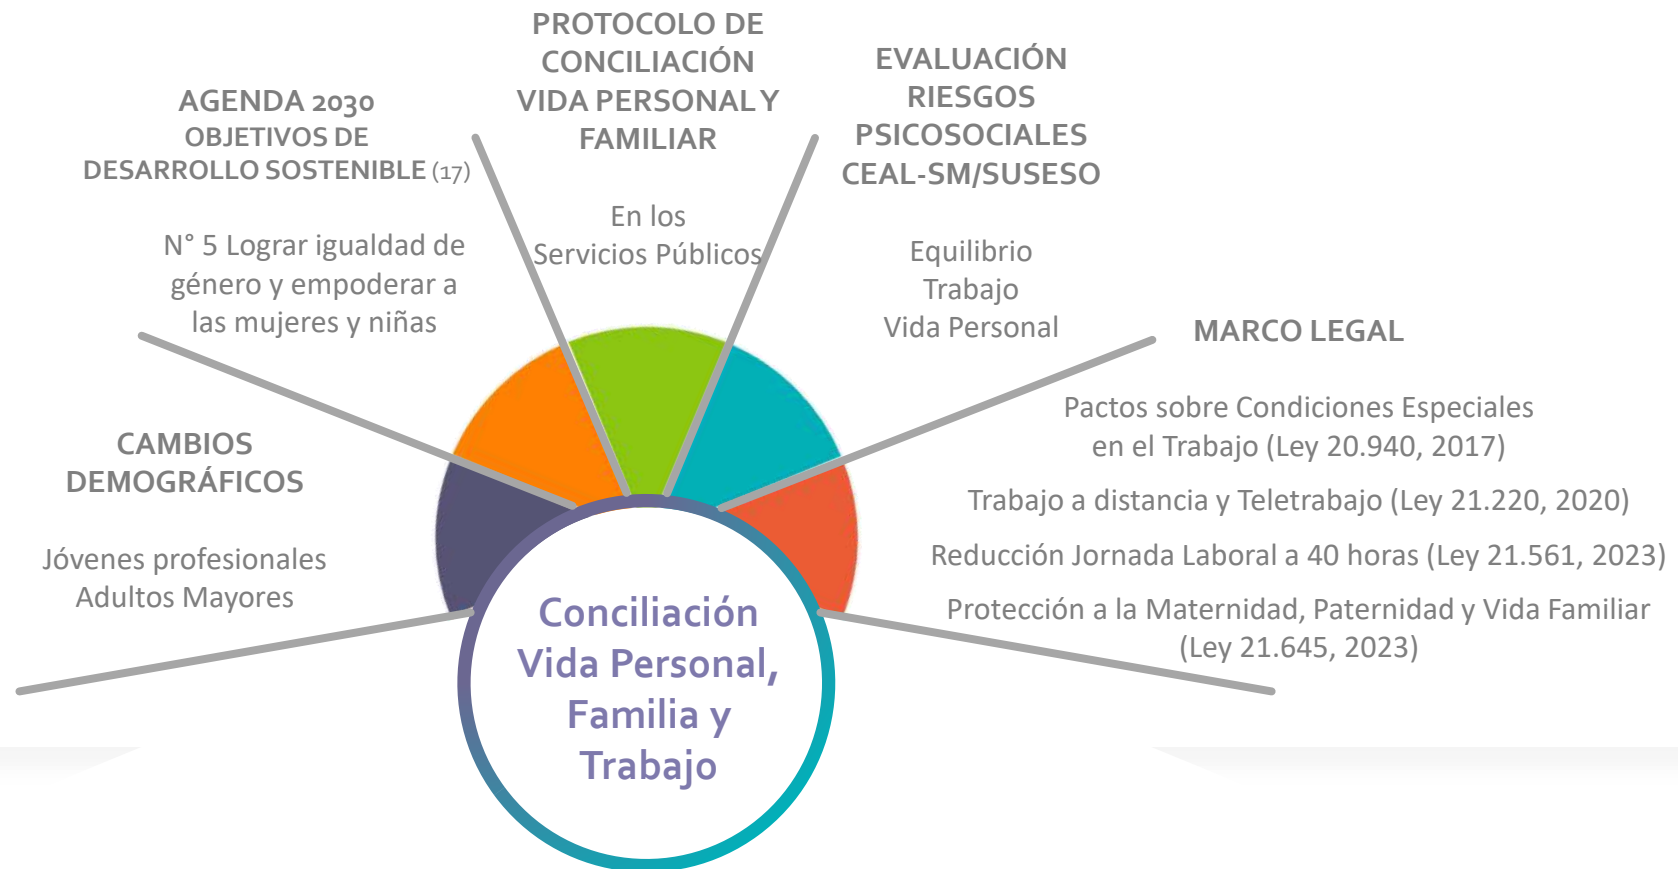 CAMBIOS
DEMOGRÁFICOS
Jóvenes profesionales
Adultos Mayores
AGENDA 2030
OBJETIVOS DE
DESARROLLO SOSTENIBLE (17)
N° 5 Lograr igualdad de
género y empoderar a
las mujeres y niñas
PROTOCOLO DE
CONCILIACIÓN
VIDA PERSONAL Y
FAMILIAR
En los
Servicios Públicos
EVALUACIÓN
RIESGOS
PSICOSOCIALES
CEAL-SM/SUSESO
Equilibrio
Trabajo
Vida Personal
MARCO LEGAL
Pactos sobre Condiciones Especiales
en el Trabajo (Ley 20.940, 2017)
Trabajo a distancia y Teletrabajo (Ley 21.220, 2020)
Reducción Jornada Laboral a 40 horas (Ley 21.561, 2023)
Protección a la Maternidad, Paternidad y Vida Familiar
(Ley 21.645, 2023)
Conciliación
Vida Personal,
Familia y
Trabajo